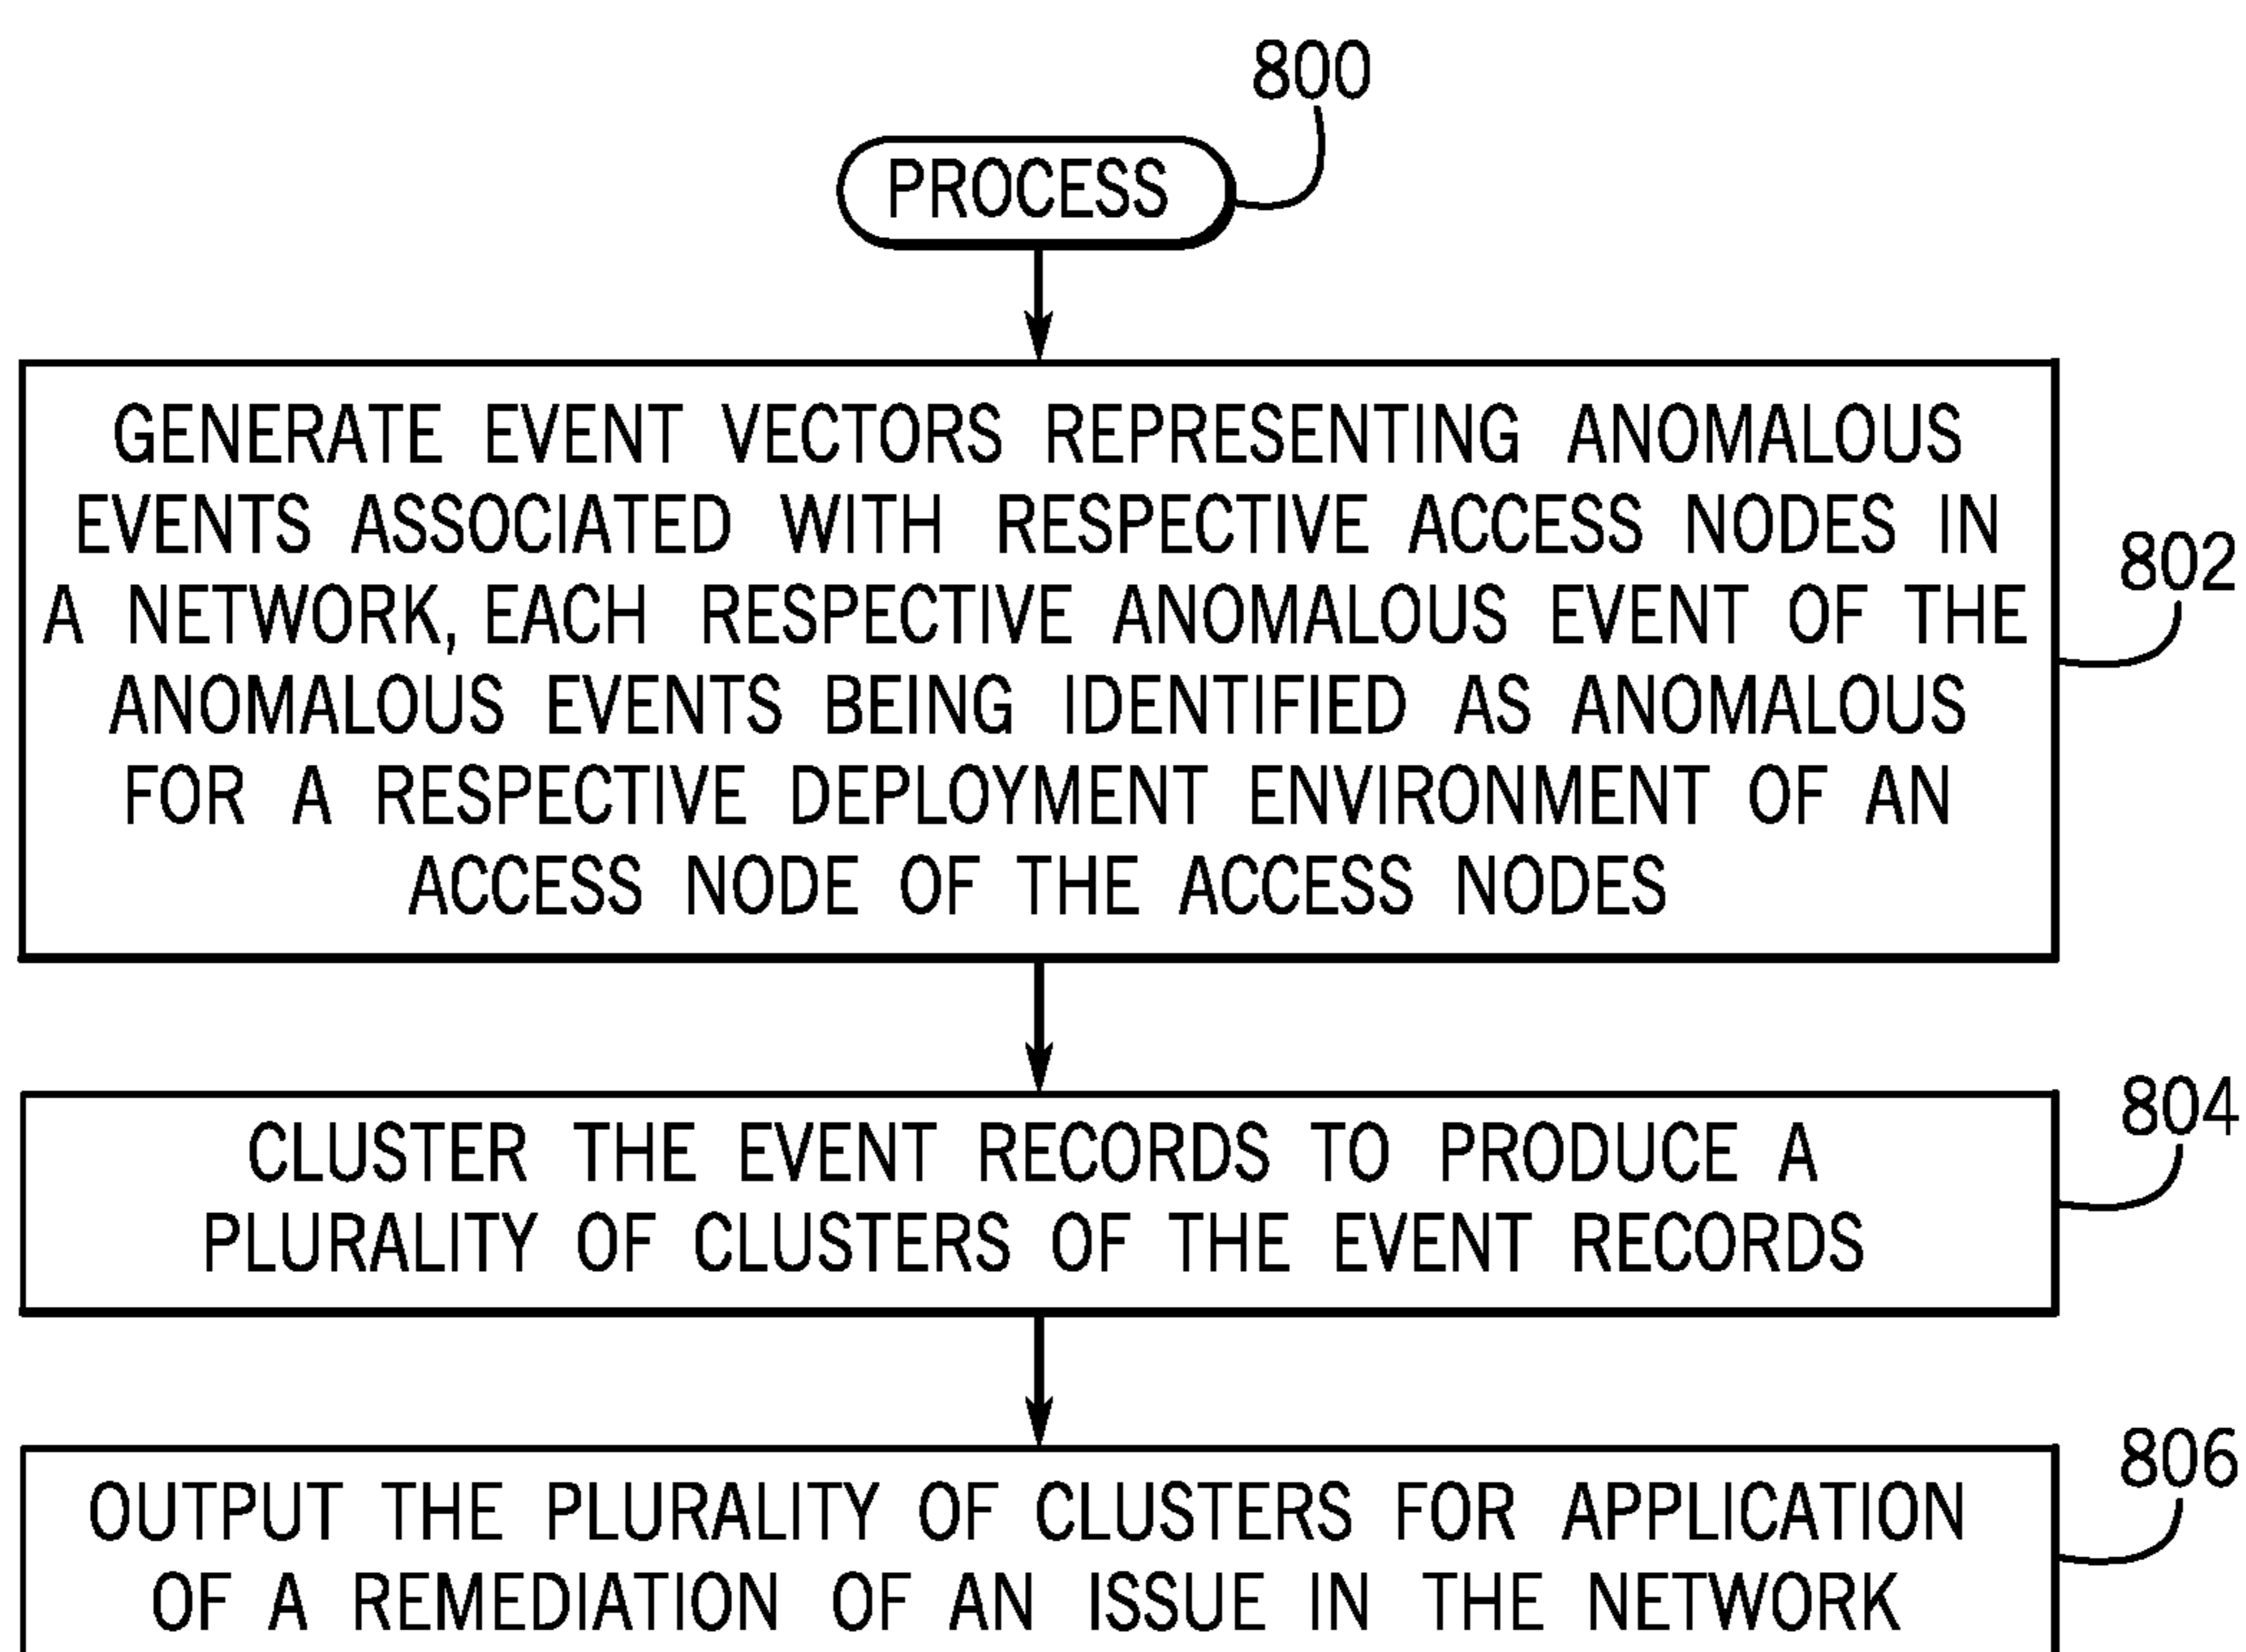 800
PROCESS
GENERATE EVENT VECTORS REPRESENTING ANOMALOUS
EVENTS ASSOCIATED WITH RESPECTIVE ACCESS NODES IN
A NETWORK, EACH RESPECTIVE ANOMALOUS EVENT OF THE
ANOMALOUS EVENTS BEING IDENTIFIED AS ANOMALOUS
FOR A RESPECTIVE DEPLOYMENT ENVIRONMENT OF AN
ACCESS NODE OF THE ACCESS NODES
802
CLUSTER THE EVENT RECORDS TO PRODUCE A
PLURALITY OF CLUSTERS OF THE EVENT RECORDS
804
OUTPUT THE PLURALITY OF CLUSTERS FOR APPLICATION
OF A REMEDIATION OF AN ISSUE IN THE NETWORK
806